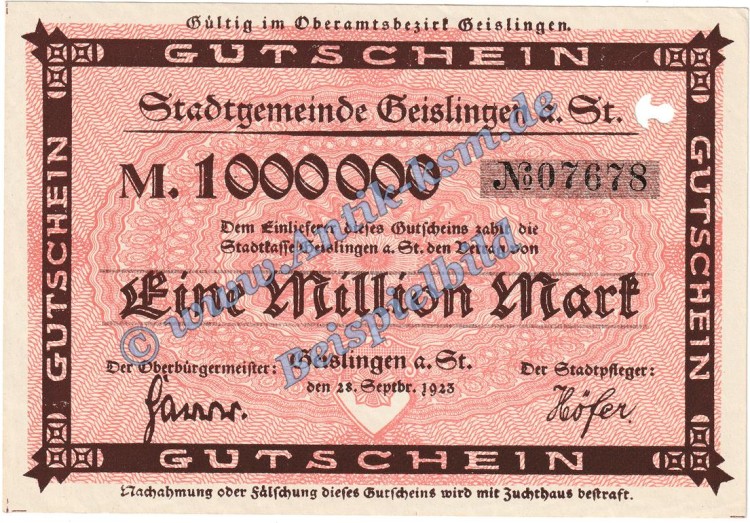 Gültig im Oberamtsbezirk Geislingen.
GUTSCHEIN
GUTSCHEIN
GUTSCHEIN
Stadtgemeinde Geislingen a. St.
M. 1000000
№07678
Dem Einlieferer dieses Gutscheins zahlt die
Stadtkasse Geislingen a. St. den Betrag von
Eine Million Mark
Geislingen a. St.
den 28. Septbr. 1923
Der Oberbürgermeister:
Der Stadtpfleger:
Höfer.
GUTSCHEIN
Nachahmung oder Fälschung dieses Gutscheins wird mit Zuchthaus bestraft.
© www.Antik-ksm.de
Beispielbild